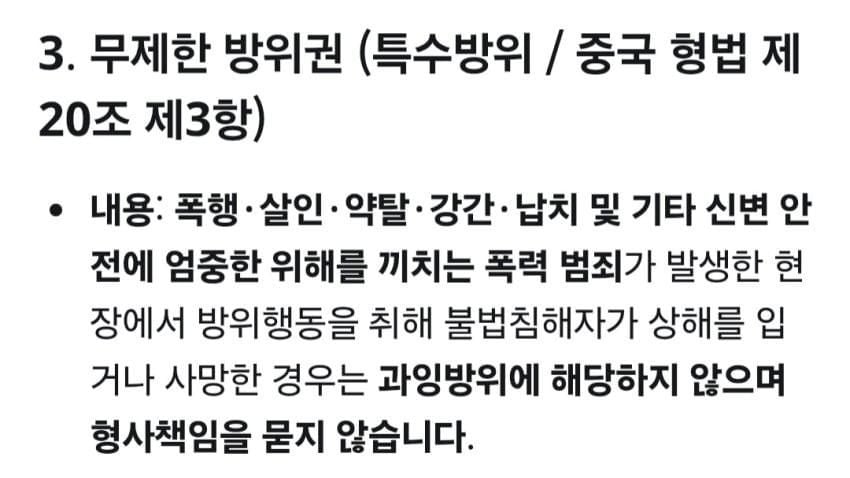 3. 무제한 방위권 (특수방위 / 중국 형법 제
20조 제3항)
• 내용: 폭행·살인·약탈·강간·납치 및 기타 신변 안
전에 엄중한 위해를 끼치는 폭력 범죄가 발생한 현
장에서 방위행동을 취해 불법침해자가 상해를 입
거나 사망한 경우는 과잉방위에 해당하지 않으며
형사책임을 묻지 않습니다.